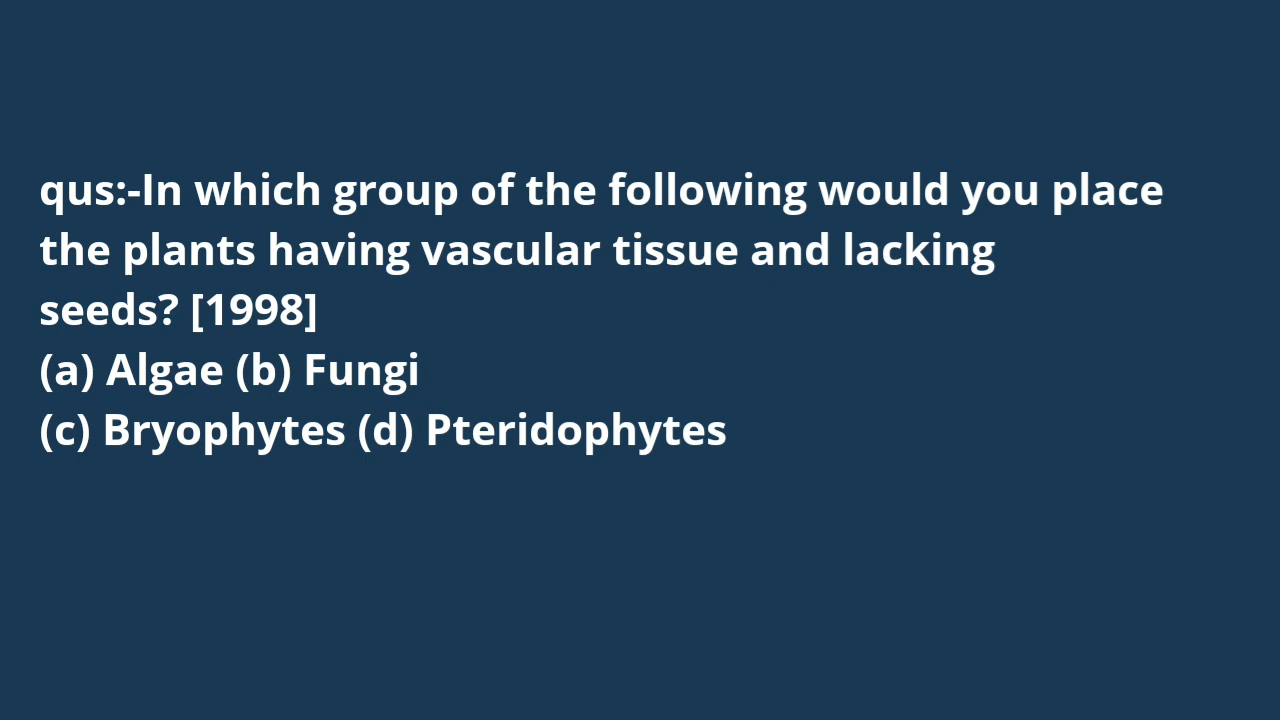 qus:-In which group of the following would you place
the plants having vascular tissue and lacking
seeds? [1998]
(a) Algae (b) Fungi
(c) Bryophytes (d) Pteridophytes